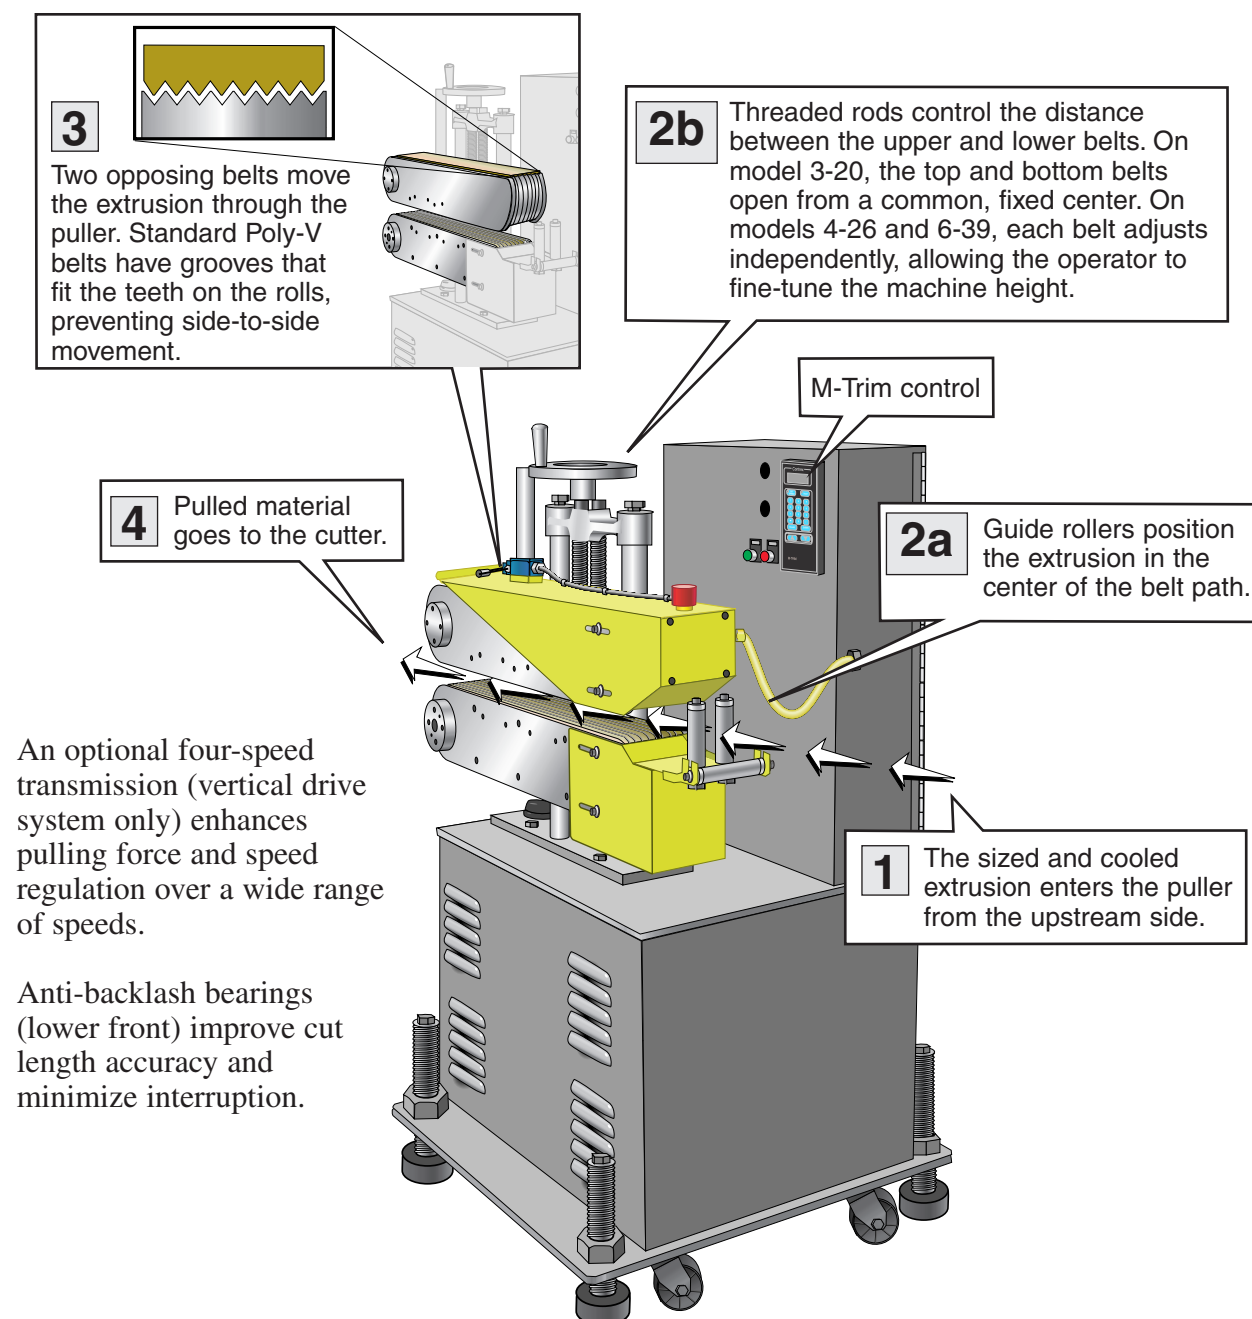 3
Two opposing belts move
the extrusion through the
puller. Standard Poly-V
belts have grooves that
fit the teeth on the rolls,
preventing side-to-side
movement.
2b
Threaded rods control the distance
between the upper and lower belts. On
model 3-20, the top and bottom belts
open from a common, fixed center. On
models 4-26 and 6-39, each belt adjusts
independently, allowing the operator to
fine-tune the machine height.
M-Trim control
4
Pulled material
goes to the cutter.
2a
Guide rollers position
the extrusion in the
center of the belt path.
An optional four-speed
transmission (vertical drive
system only) enhances
pulling force and speed
regulation over a wide range
of speeds.
1
The sized and cooled
extrusion enters the puller
from the upstream side.
Anti-backlash bearings
(lower front) improve cut
length accuracy and
minimize interruption.